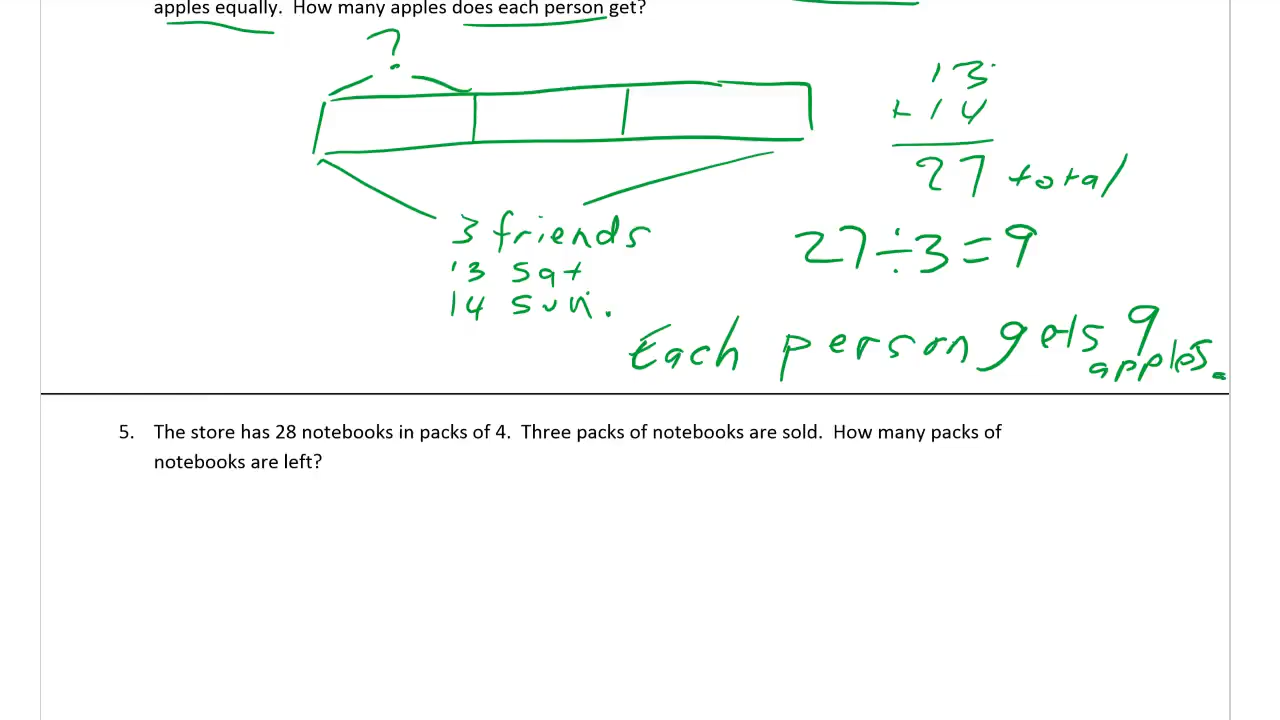 apples equally.  How many apples does each person get?
?
13
+ 14
27 total
3 friends
13 sat
14 sun.
27 ÷ 3 = 9
Each person gets 9
apples.
5. The store has 28 notebooks in packs of 4.  Three packs of notebooks are sold.  How many packs of
notebooks are left?